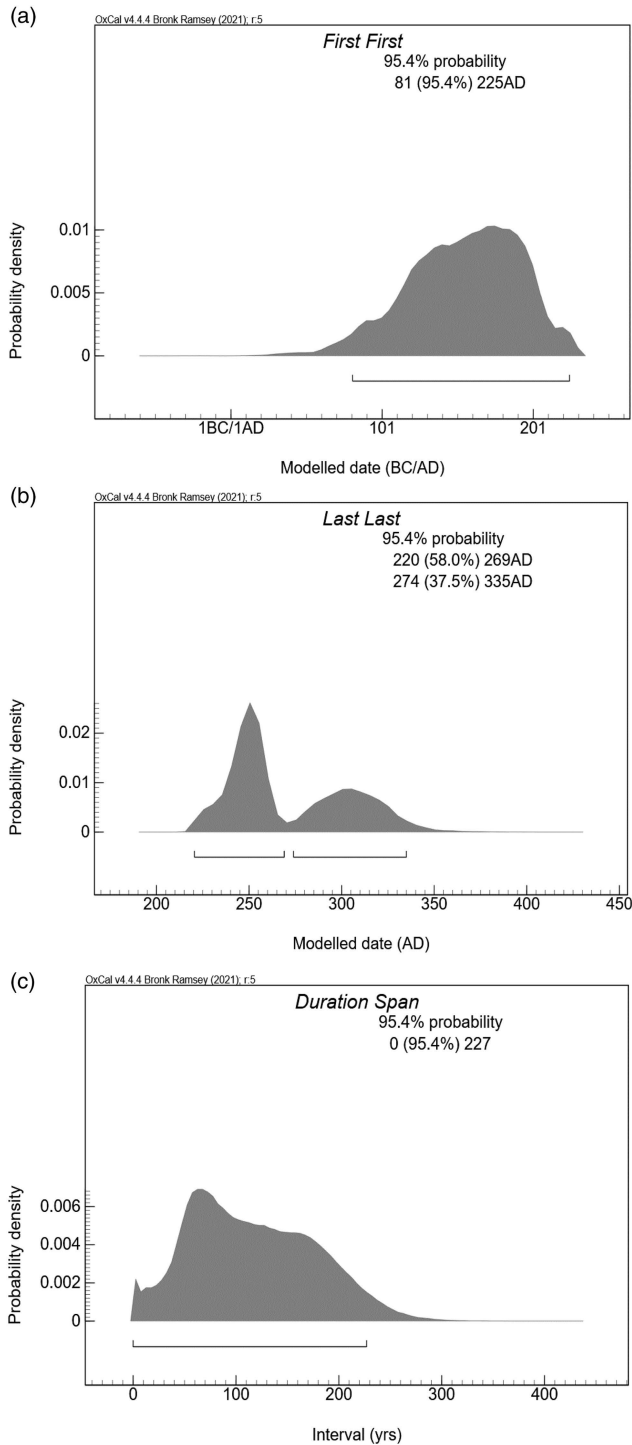 (a)
OxCal v4.4.4 Bronk Ramsey (2021); r:5
First First
95.4% probability
81 (95.4%) 225AD
0.01
0.005
0
Probability density
1BC/1AD 101 201
Modelled date (BC/AD)
(b)
OxCal v4.4.4 Bronk Ramsey (2021); r:5
Last Last
95.4% probability
220 (58.0%) 269AD
274 (37.5%) 335AD
0.02
0.01
0
Probability density
200 250 300 350 400 450
Modelled date (AD)
(c)
OxCal v4.4.4 Bronk Ramsey (2021); r:5
Duration Span
95.4% probability
0 (95.4%) 227
0.006
0.004
0.002
0
Probability density
0 100 200 300 400
Interval (yrs)